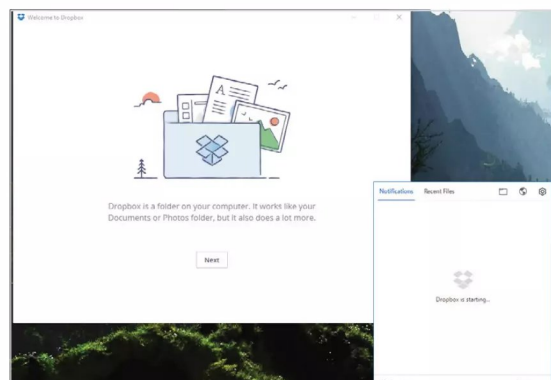 Welcome to Dropbox
A
Dropbox is a folder on your computer. It works like your
Documents or Photos folder, but it also does a lot more.
Next
Notifications Recent Files
Dropbox is starting...